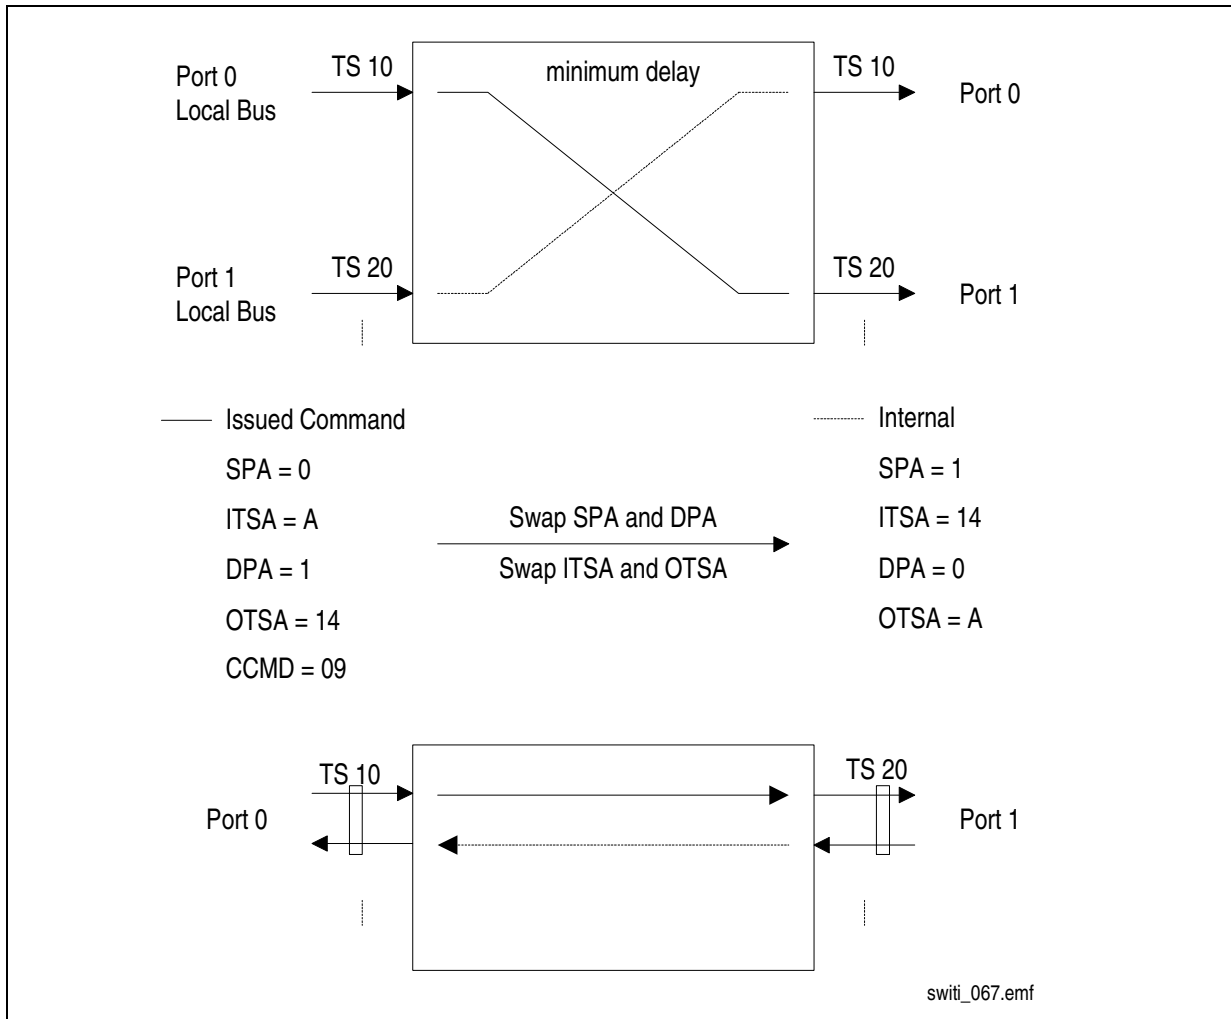 Port 0
Local Bus
TS 10
minimum delay
TS 10
Port 0
Port 1
Local Bus
TS 20
TS 20
Port 1
Issued Command
SPA = 0
ITSA = A
DPA = 1
OTSA = 14
CCMD = 09
Swap SPA and DPA
Swap ITSA and OTSA
Internal
SPA = 1
ITSA = 14
DPA = 0
OTSA = A
TS 10
TS 20
Port 0
Port 1
switi_067.emf